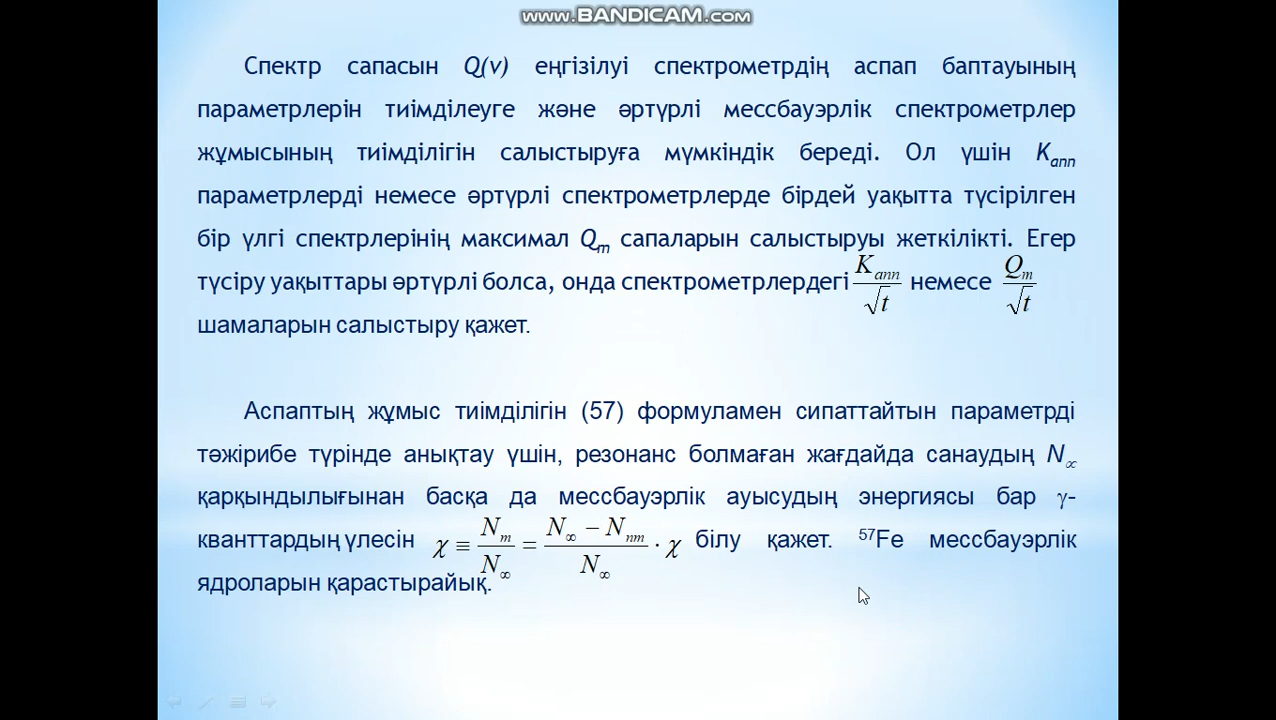 www.BANDICAM.com
Спектр сапасын Q(v) еңгізілуі спектрометрдің аспап баптауының
параметрлерін тиімділеуге және әртүрлі мессбауэрлік спектрометрлер
жұмысының тиімділігін салыстыруға мүмкіндік береді. Ол үшін Kапп
параметрлерді немесе әртүрлі спектрометрлерде бірдей уақытта түсірілген
бір үлгі спектрлерінің максимал Qm сапаларын салыстыруы жеткілікті. Егер
түсіру уақыттары әртүрлі болса, онда спектрометрлердегі Kапп/√t немесе Qm/√t
шамаларын салыстыру қажет.
Аспаптың жұмыс тиімділігін (57) формуламен сипаттайтын параметрді
тәжірибе түрінде анықтау үшін, резонанс болмаған жағдайда санаудың N∞
қарқындылығынан басқа да мессбауэрлік ауысудың энергиясы бар γ-
кванттардың үлесін χ ≡ Nm/N∞ = (N∞ − Nnm)/N∞ · χ білу қажет. ⁵⁷Fe мессбауэрлік
ядроларын қарастырайық.